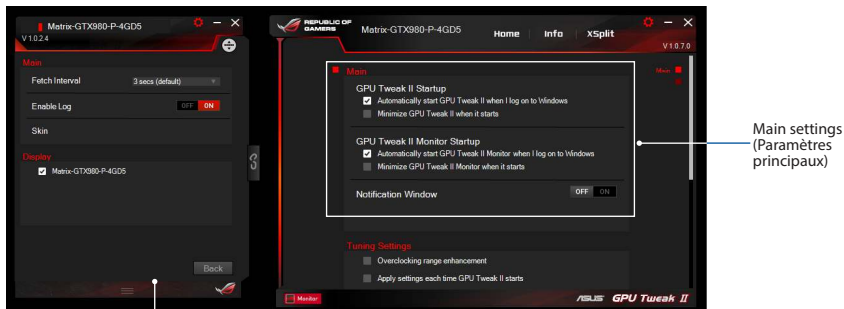 Matrix-GTX980-P-4GD5
V 1.0.2.4
Main
Fetch Interval 3 secs (default)
Enable Log OFF ON
Skin
Display
Matrix-GTX980-P-4GD5
Back
REPUBLIC OF
GAMERS
Matrix-GTX980-P-4GD5
Home Info XSplit
V 1.0.7.0
Main
Main
GPU Tweak II Startup
Automatically start GPU Tweak II when I log on to Windows
Minimize GPU Tweak II when it starts
GPU Tweak II Monitor Startup
Automatically start GPU Tweak II Monitor when I log on to Windows
Minimize GPU Tweak II Monitor when it starts
Notification Window OFF ON
Tuning Settings
Overclocking range enhancement
Apply settings each time GPU Tweak II starts
Monitor
ASUS GPU Tweak II
Main settings
(Paramètres
principaux)